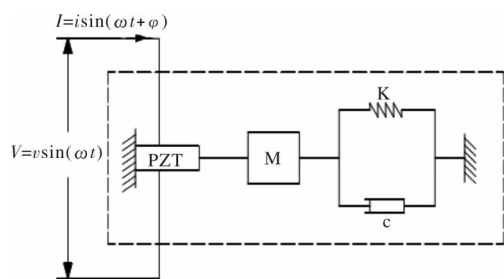 I=isin(ωt+φ)
K
V=vsin(ωt)
PZT
M
c